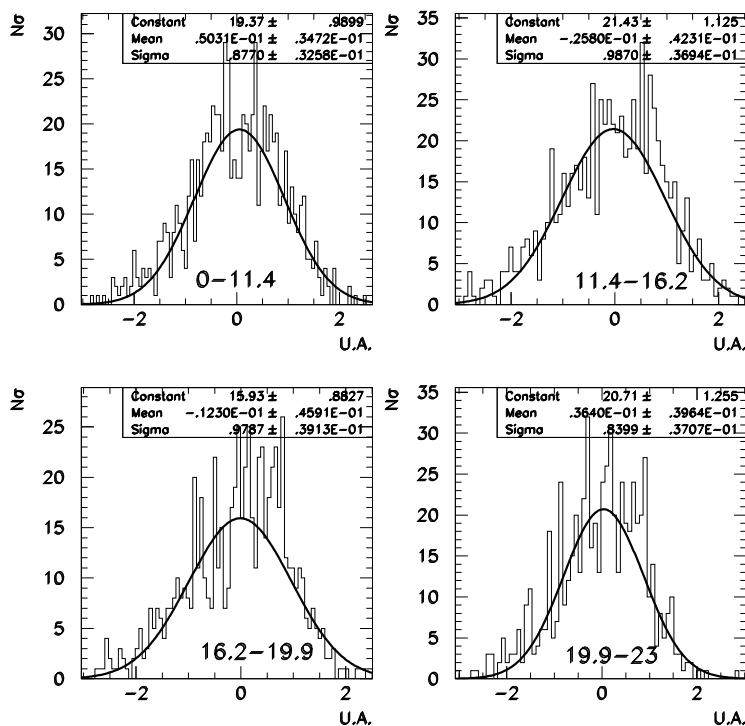 Nσ
Constant 19.37 ± .9899
Mean .5031E-01 ± .3472E-01
Sigma .8770 ± .3258E-01
30
25
20
15
10
5
0
0-11.4
-2 0 2
U.A.
Nσ
Constant 21.43 ± 1.125
Mean -.2580E-01 ± .4231E-01
Sigma .9870 ± .3694E-01
35
30
25
20
15
10
5
0
11.4-16.2
-2 0 2
U.A.
Nσ
Constant 15.93 ± .8827
Mean -.1230E-01 ± .4591E-01
Sigma .9787 ± .3913E-01
25
20
15
10
5
0
16.2-19.9
-2 0 2
U.A.
Nσ
Constant 20.71 ± 1.255
Mean .3640E-01 ± .3964E-01
Sigma .8399 ± .3707E-01
35
30
25
20
15
10
5
0
19.9-23
-2 0 2
U.A.